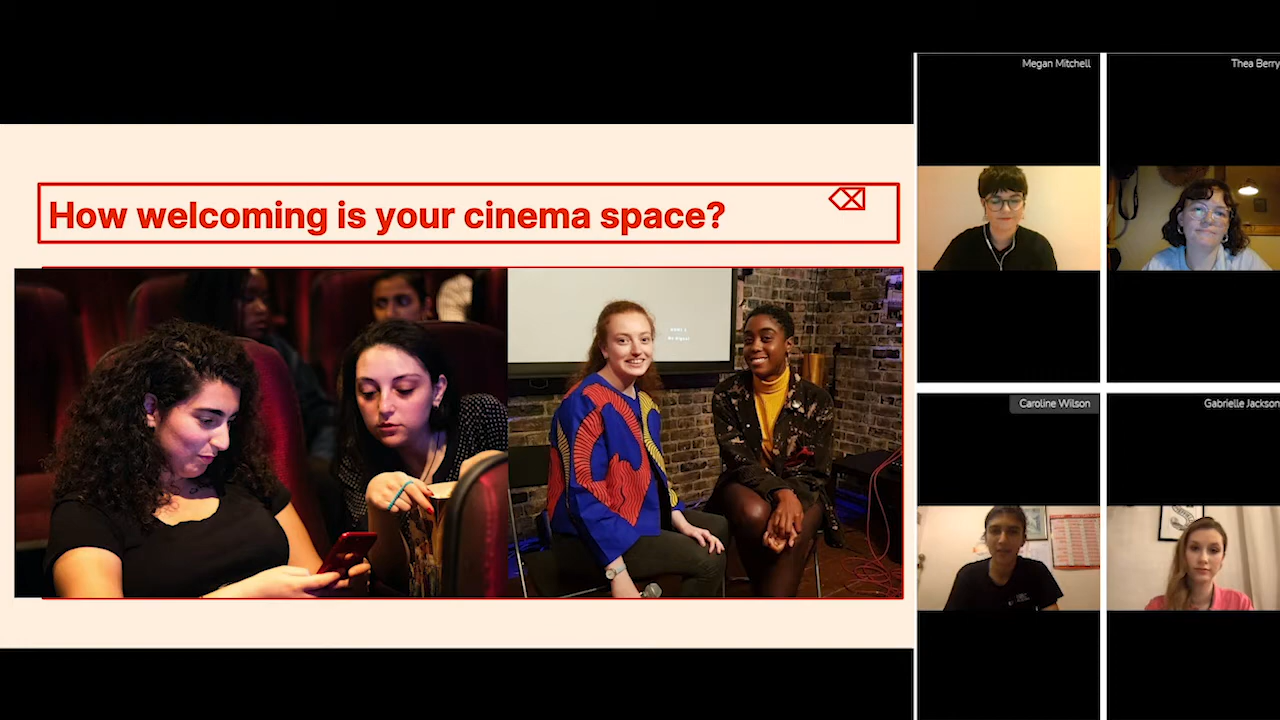 Megan Mitchell
Thea Berry
How welcoming is your cinema space?
Caroline Wilson
Gabrielle Jackson